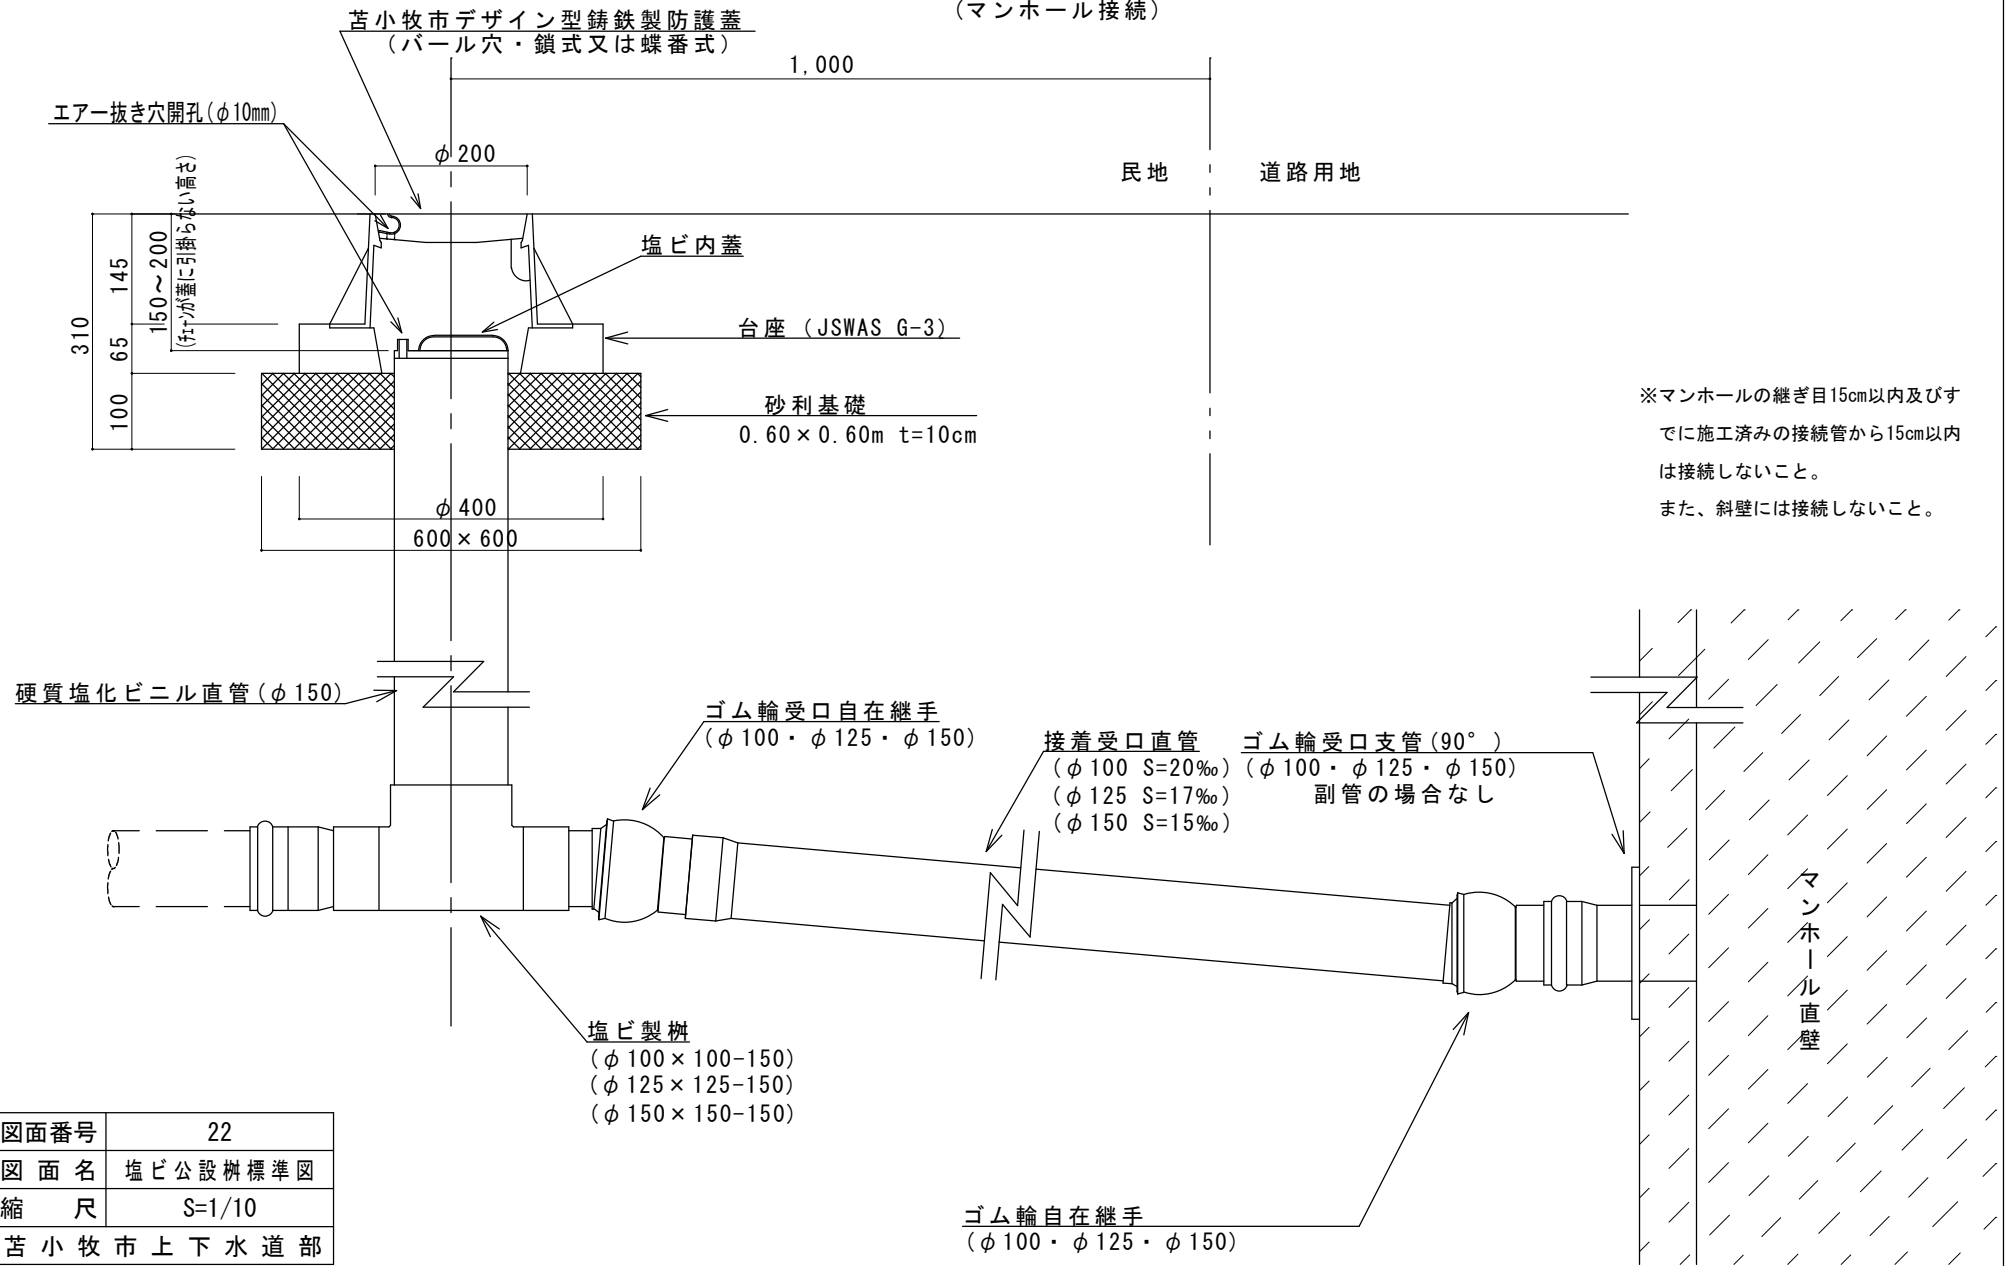 (マンホール接続)
苫小牧市デザイン型鋳鉄製防護蓋
(バール穴・鎖式又は蝶番式)
1,000
エアー抜き穴開孔(φ10mm)
φ200
民地
道路用地
310
145
65
100
150～200
(チェーンが蓋に引掛らない高さ)
塩ビ内蓋
台座 (JSWAS G-3)
砂利基礎
0.60×0.60m t=10cm
φ400
600×600
※マンホールの継ぎ目15cm以内及びす
でに施工済みの接続管から15cm以内
は接続しないこと。
また、斜壁には接続しないこと。
硬質塩化ビニル直管(φ150)
ゴム輪受口自在継手
(φ100・φ125・φ150)
接着受口直管
(φ100 S=20‰)
(φ125 S=17‰)
(φ150 S=15‰)
ゴム輪受口支管(90°)
(φ100・φ125・φ150)
副管の場合なし
マンホール直壁
塩ビ製桝
(φ100×100-150)
(φ125×125-150)
(φ150×150-150)
ゴム輪自在継手
(φ100・φ125・φ150)
図面番号 22
図面名 塩ビ公設桝標準図
縮尺 S=1/10
苫小牧市上下水道部